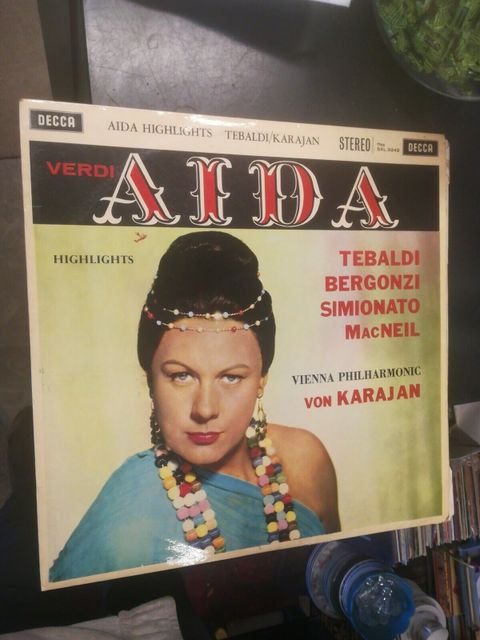 DECCA AIDA HIGHLIGHTS TEBALDI/KARAJAN STEREO DECCA
VERDI AIDA
HIGHLIGHTS
TEBALDI
BERGONZI
SIMIONATO
MACNEIL
VIENNA PHILHARMONIC
VON KARAJAN